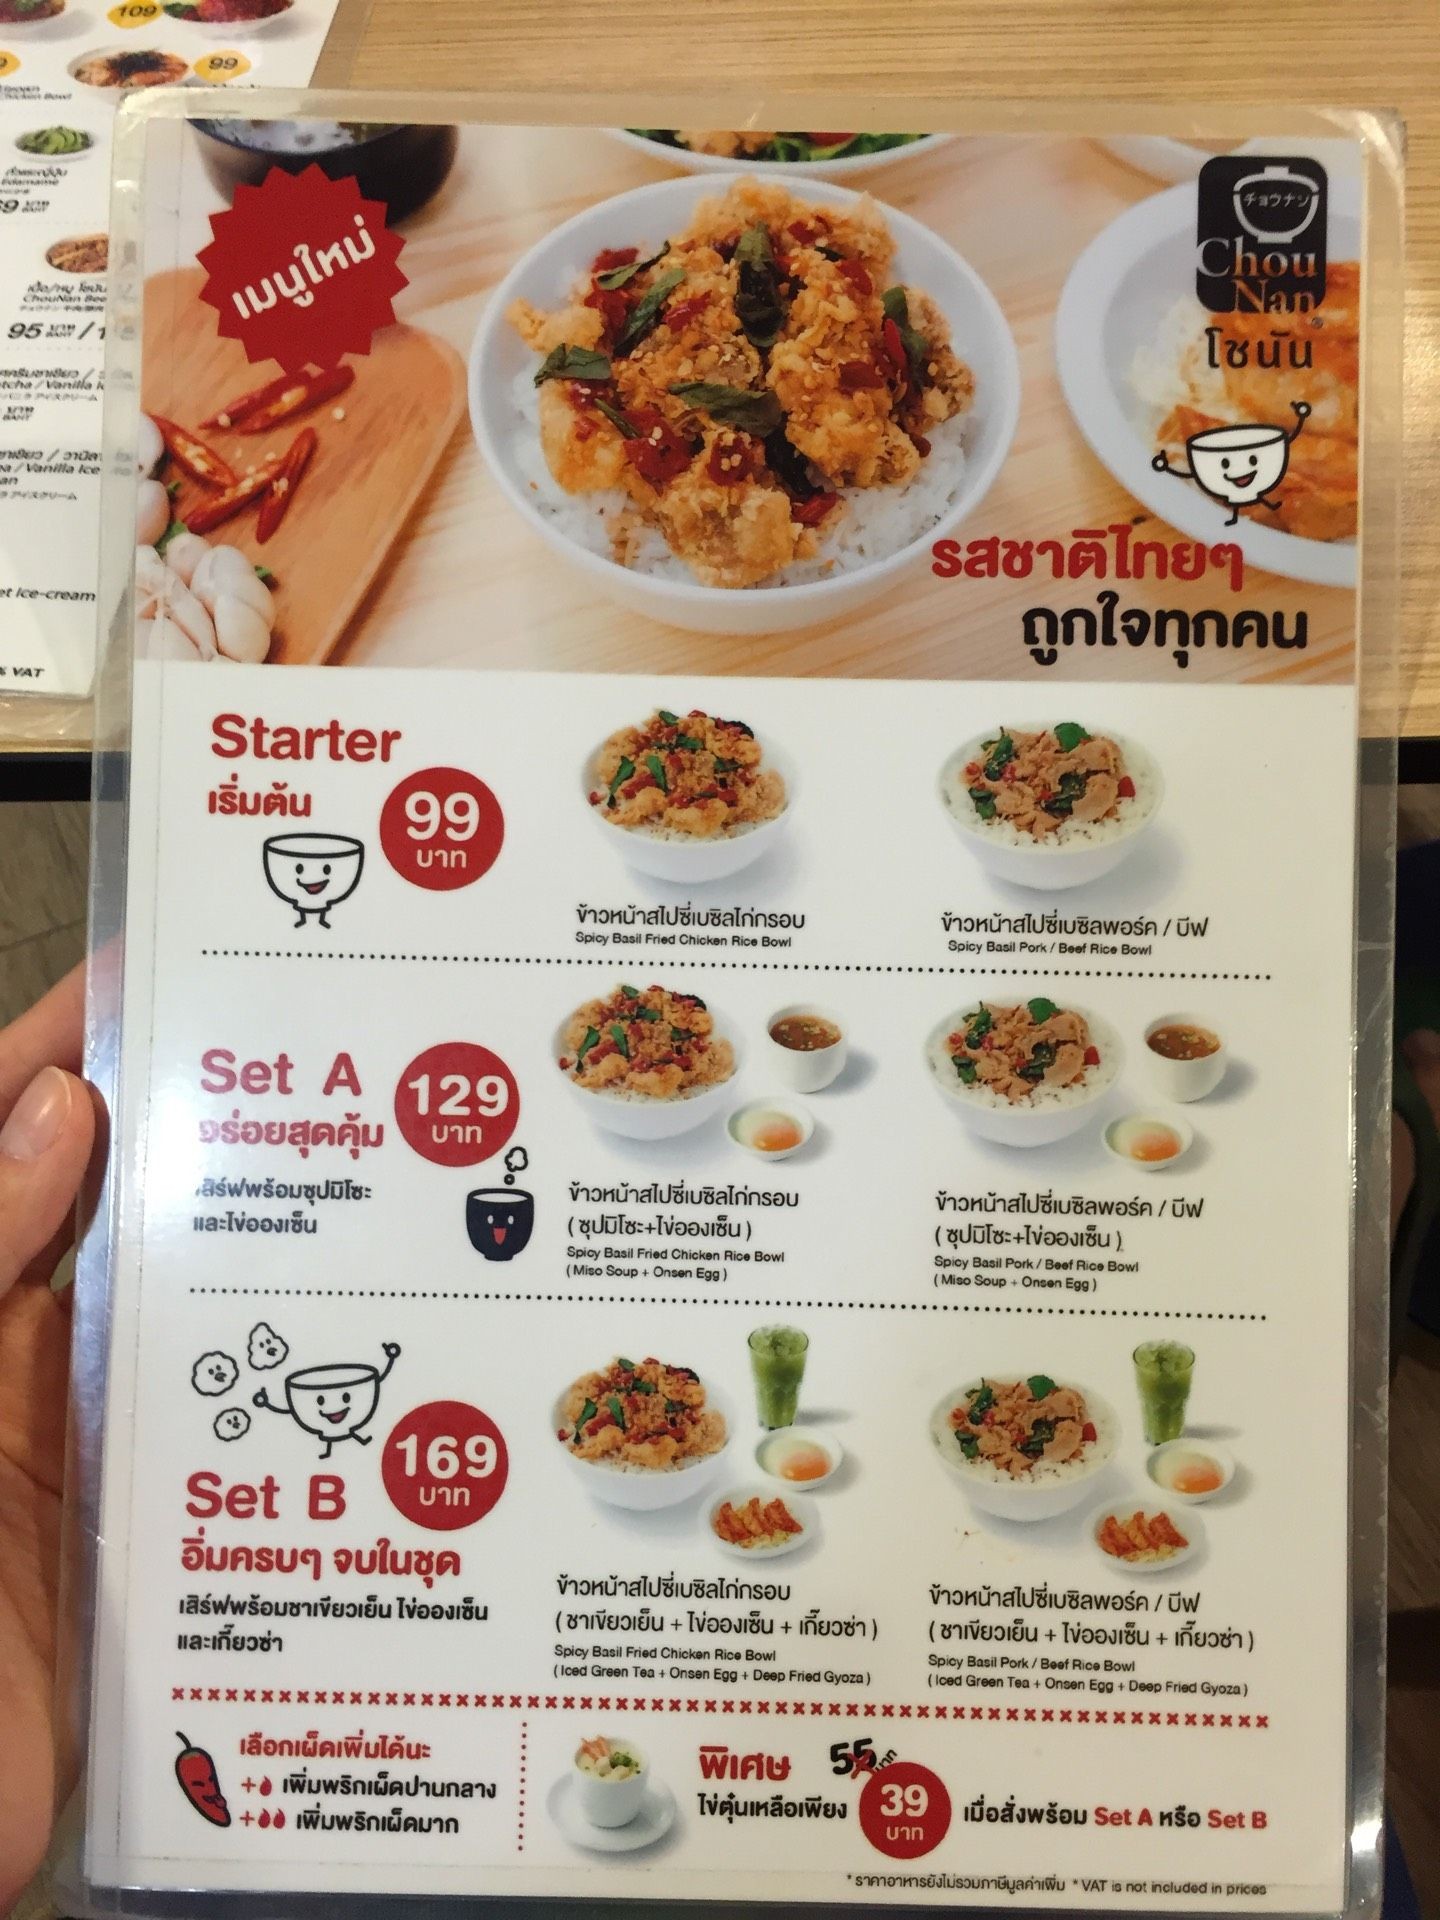 109
99
Edamame
95 บาท / 1
Vanilla Ice
et Ice-cream
% VAT
เมนูใหม่
チョウナン
Chou
Nan
โชนัน
รสชาติไทยๆ
ถูกใจทุกคน
Starter
เริ่มต้น
99
บาท
ข้าวหน้าสไปซี่เบซิลไก่กรอบ
Spicy Basil Fried Chicken Rice Bowl
ข้าวหน้าสไปซี่เบซิลพอร์ค / บีฟ
Spicy Basil Pork / Beef Rice Bowl
Set A
129
บาท
อร่อยสุดคุ้ม
เสิร์ฟพร้อมซุปมิโซะ
และไข่อองเซ็น
ข้าวหน้าสไปซี่เบซิลไก่กรอบ
( ซุปมิโซะ+ไข่อองเซ็น )
Spicy Basil Fried Chicken Rice Bowl
( Miso Soup + Onsen Egg )
ข้าวหน้าสไปซี่เบซิลพอร์ค / บีฟ
( ซุปมิโซะ+ไข่อองเซ็น )
Spicy Basil Pork / Beef Rice Bowl
( Miso Soup + Onsen Egg )
Set B
169
บาท
อิ่มครบๆ จบในชุด
เสิร์ฟพร้อมชาเขียวเย็น ไข่อองเซ็น
และเกี๊ยวซ่า
ข้าวหน้าสไปซี่เบซิลไก่กรอบ
( ชาเขียวเย็น + ไข่อองเซ็น + เกี๊ยวซ่า )
Spicy Basil Fried Chicken Rice Bowl
( Iced Green Tea + Onsen Egg + Deep Fried Gyoza )
ข้าวหน้าสไปซี่เบซิลพอร์ค / บีฟ
( ชาเขียวเย็น + ไข่อองเซ็น + เกี๊ยวซ่า )
Spicy Basil Pork / Beef Rice Bowl
( Iced Green Tea + Onsen Egg + Deep Fried Gyoza )
เลือกเผ็ดเพิ่มได้นะ
+ เพิ่มพริกเผ็ดปานกลาง
+ เพิ่มพริกเผ็ดมาก
พิเศษ 55 บาท
ไข่ตุ๋นเหลือเพียง 39 บาท เมื่อสั่งพร้อม Set A หรือ Set B
* ราคาอาหารยังไม่รวมภาษีมูลค่าเพิ่ม * VAT is not included in prices